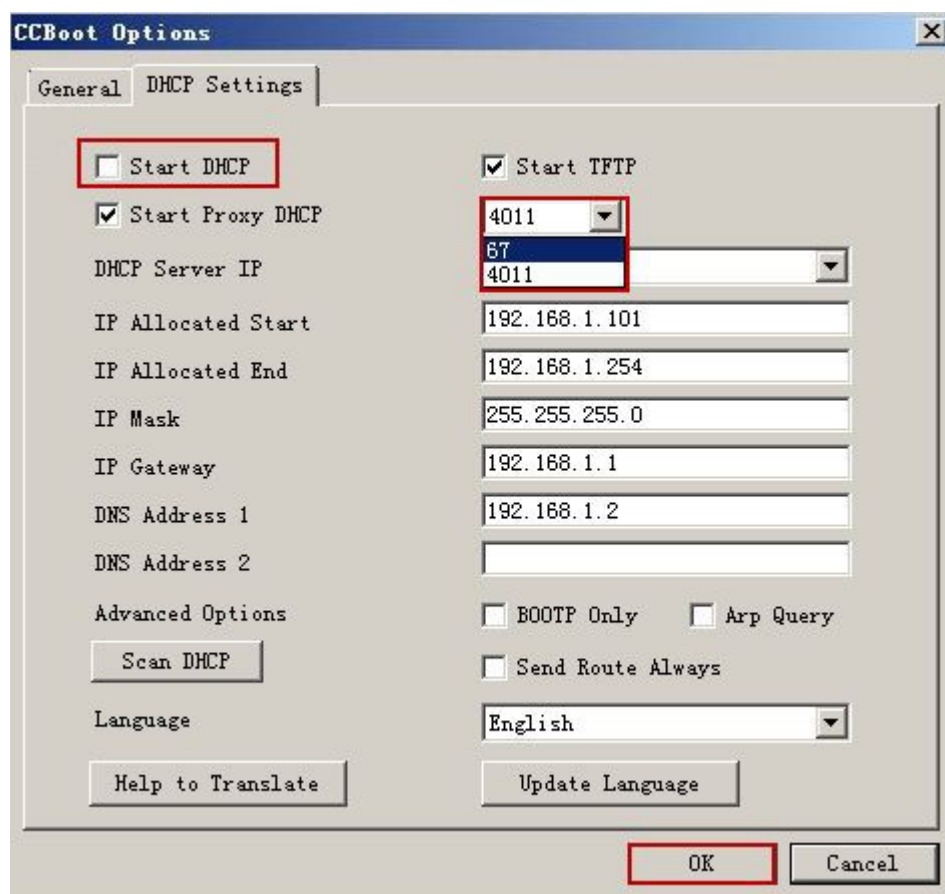 CCBoot Options
General DHCP Settings
Start DHCP Start TFTP
Start Proxy DHCP 4011
67
DHCP Server IP 4011
IP Allocated Start 192.168.1.101
IP Allocated End 192.168.1.254
IP Mask 255.255.255.0
IP Gateway 192.168.1.1
DNS Address 1 192.168.1.2
DNS Address 2
Advanced Options BOOTP Only Arp Query
Scan DHCP Send Route Always
Language English
Help to Translate Update Language
OK Cancel